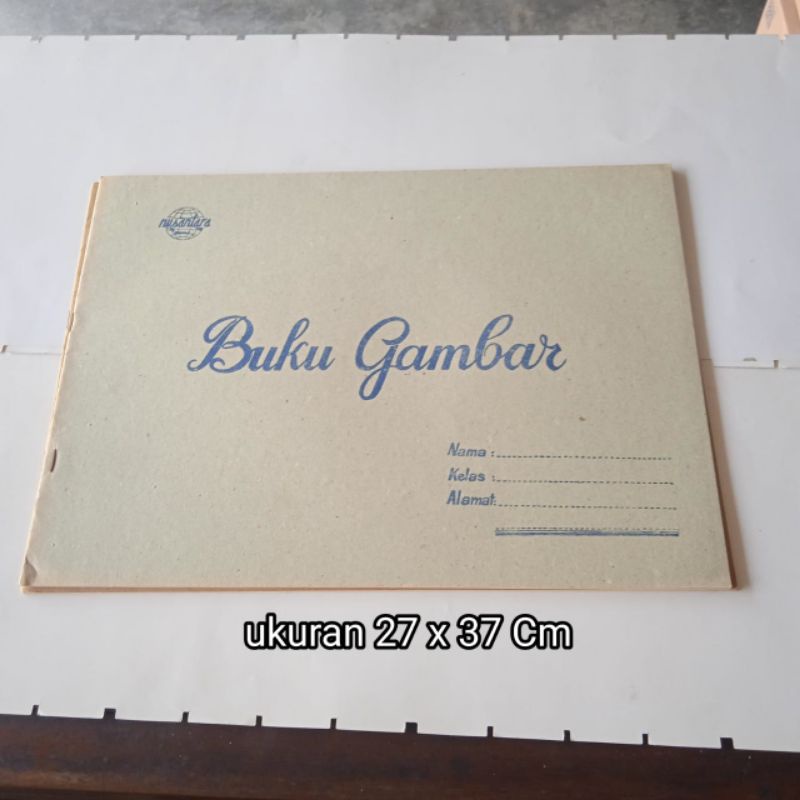 nusantara
Buku Gambar
Nama :
Kelas :
Alamat:
ukuran 27 x 37 Cm